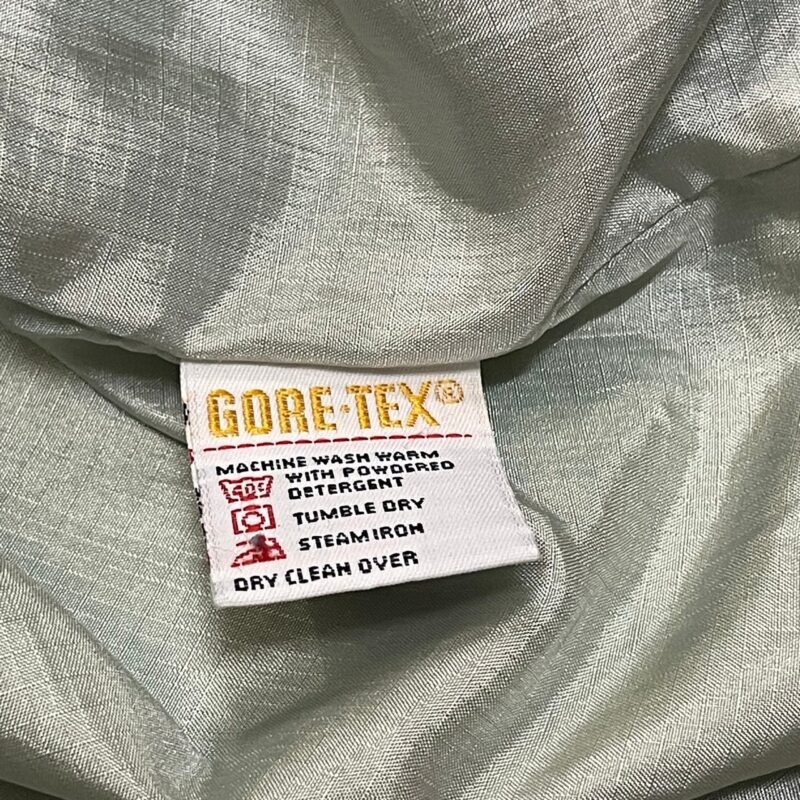 GORE-TEX®
MACHINE WASH WARM
WITH POWDERED
DETERGENT
TUMBLE DRY
STEAM IRON
DRY CLEAN OVER